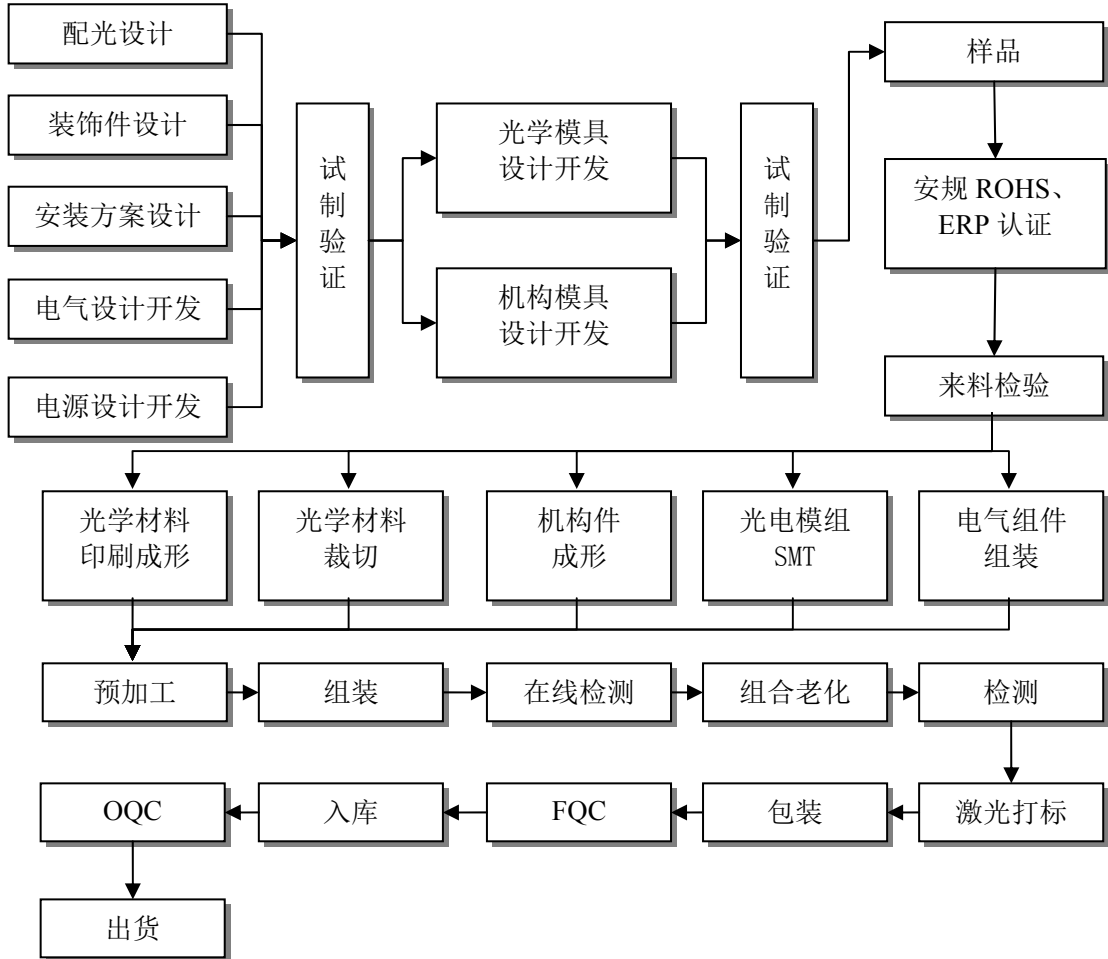 配光设计
装饰件设计
安装方案设计
电气设计开发
电源设计开发
试
制
验
证
光学模具
设计开发
机构模具
设计开发
试
制
验
证
样品
安规 ROHS、
ERP 认证
来料检验
光学材料
印刷成形
光学材料
裁切
机构件
成形
光电模组
SMT
电气组件
组装
预加工
组装
在线检测
组合老化
检测
激光打标
包装
FQC
入库
OQC
出货